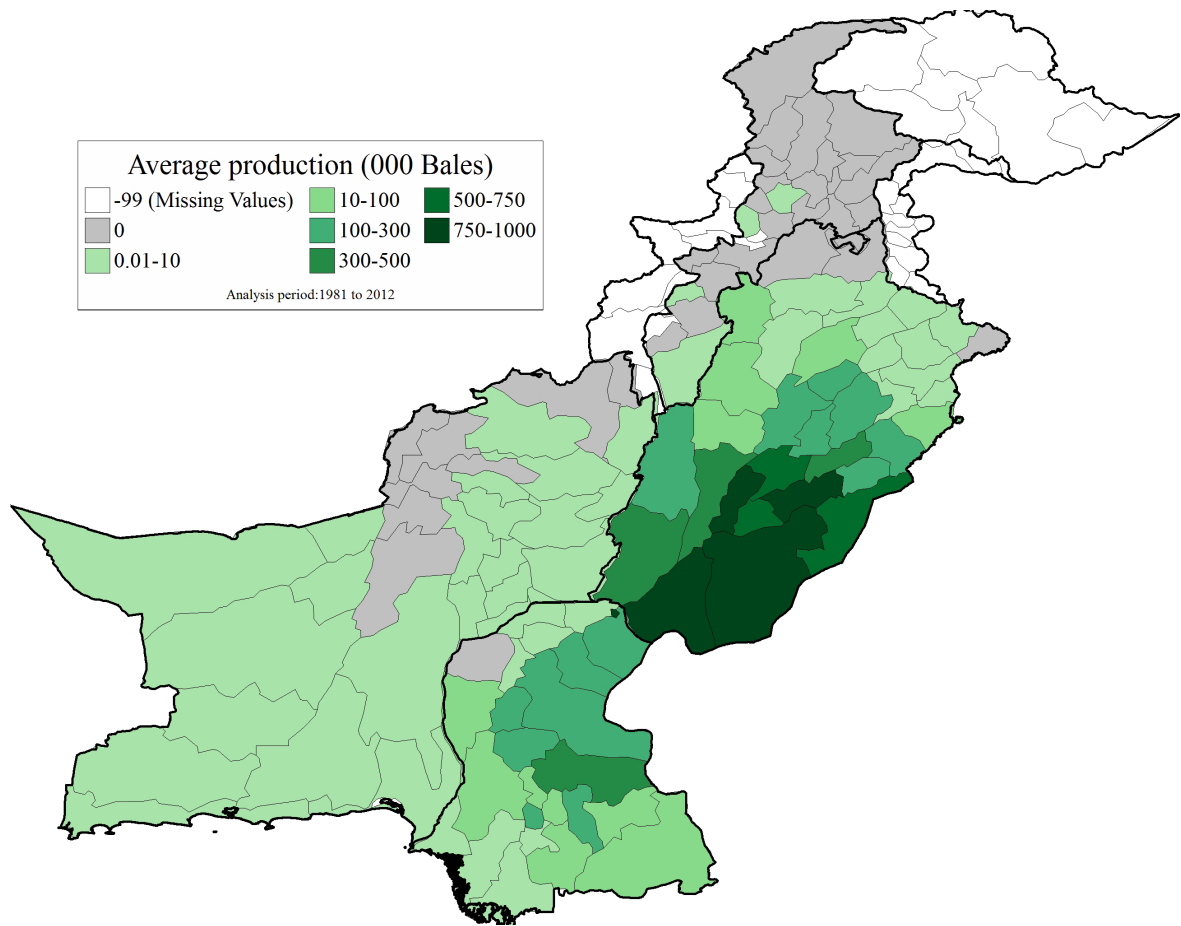 Average production (000 Bales)
-99 (Missing Values)
0
0.01-10
10-100
100-300
300-500
500-750
750-1000
Analysis period:1981 to 2012